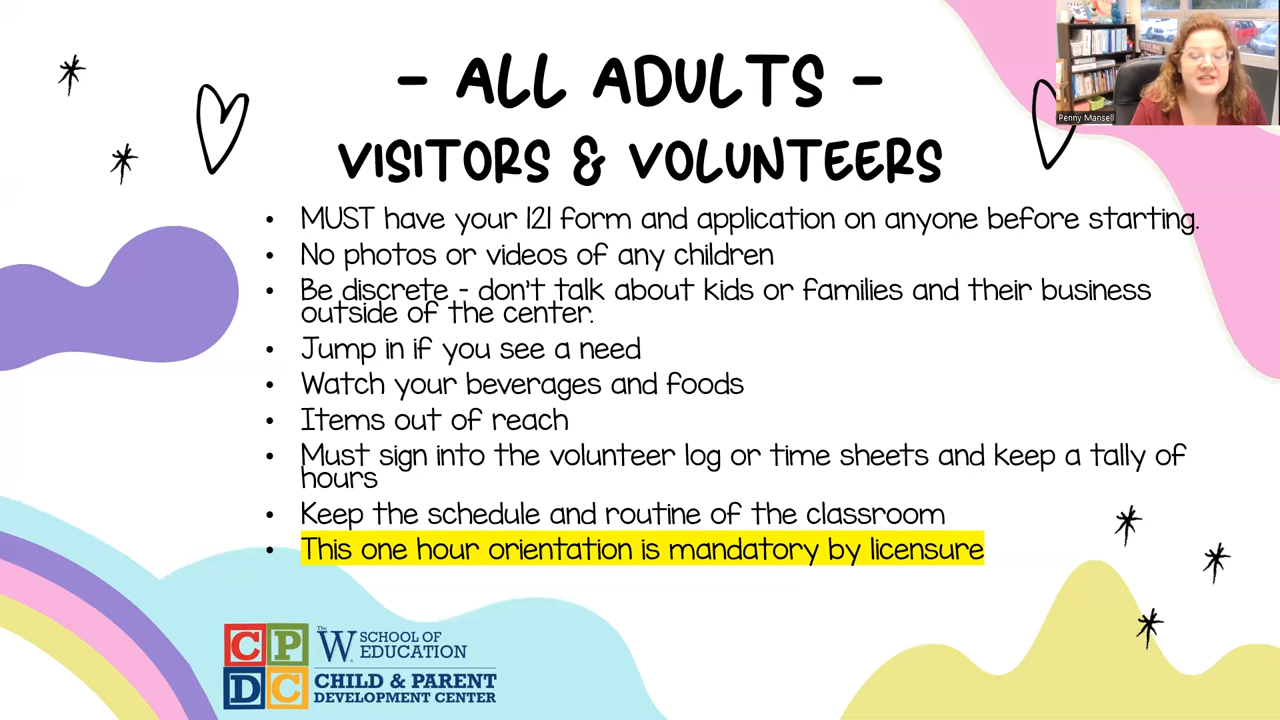 - ALL ADULTS -
VISITORS & VOLUNTEERS
• MUST have your 121 form and application on anyone before starting.
• No photos or videos of any children
• Be discrete - don't talk about kids or families and their business
outside of the center.
• Jump in if you see a need
• Watch your beverages and foods
• Items out of reach
• Must sign into the volunteer log or time sheets and keep a tally of
hours
• Keep the schedule and routine of the classroom
• This one hour orientation is mandatory by licensure
Penny Mansell
CP
DC
The W SCHOOL OF
EDUCATION
CHILD & PARENT
DEVELOPMENT CENTER